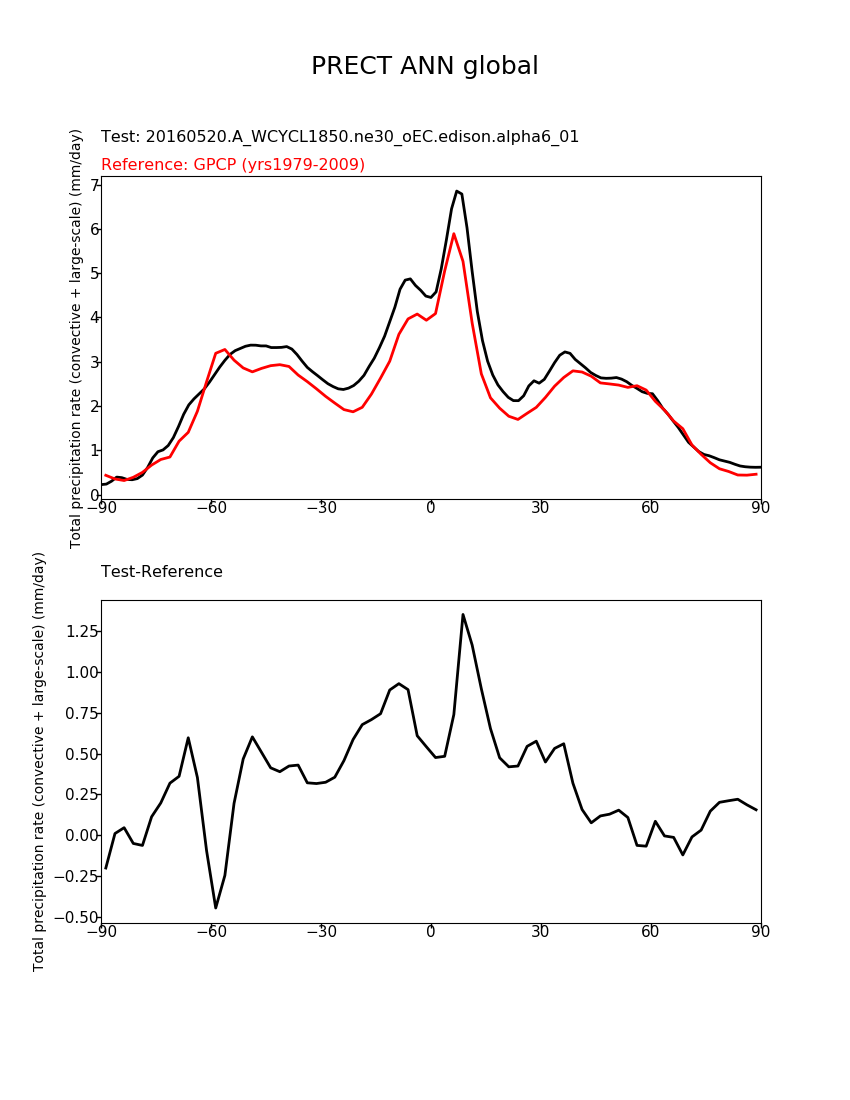 PRECT ANN global
Test: 20160520.A_WCYCL1850.ne30_oEC.edison.alpha6_01
Reference: GPCP (yrs1979-2009)
Total precipitation rate (convective + large-scale) (mm/day)
7
6
5
4
3
2
1
0
−90 −60 −30 0 30 60 90
Test-Reference
Total precipitation rate (convective + large-scale) (mm/day)
1.25
1.00
0.75
0.50
0.25
0.00
−0.25
−0.50
−90 −60 −30 0 30 60 90